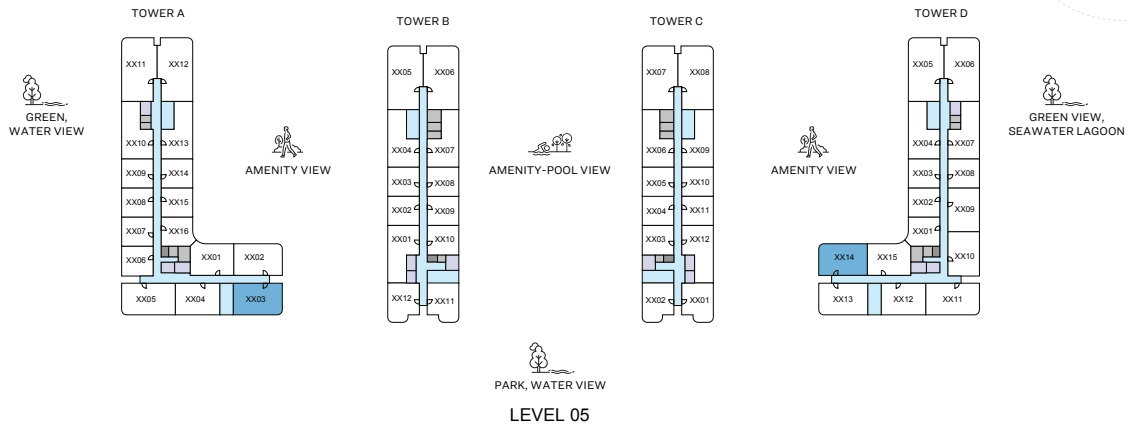 TOWER A
TOWER B
TOWER C
TOWER D
XX11
XX12
XX10
XX13
XX09
XX14
XX08
XX15
XX07
XX16
XX06
XX01
XX02
XX05
XX04
XX03
XX05
XX06
XX04
XX07
XX03
XX08
XX02
XX09
XX01
XX10
XX12
XX11
XX07
XX08
XX06
XX09
XX05
XX10
XX04
XX11
XX03
XX12
XX02
XX01
XX05
XX06
XX04
XX07
XX03
XX08
XX02
XX09
XX01
XX10
XX14
XX15
XX13
XX12
XX11
GREEN,
WATER VIEW
AMENITY VIEW
AMENITY-POOL VIEW
AMENITY VIEW
GREEN VIEW,
SEAWATER LAGOON
PARK, WATER VIEW
LEVEL 05